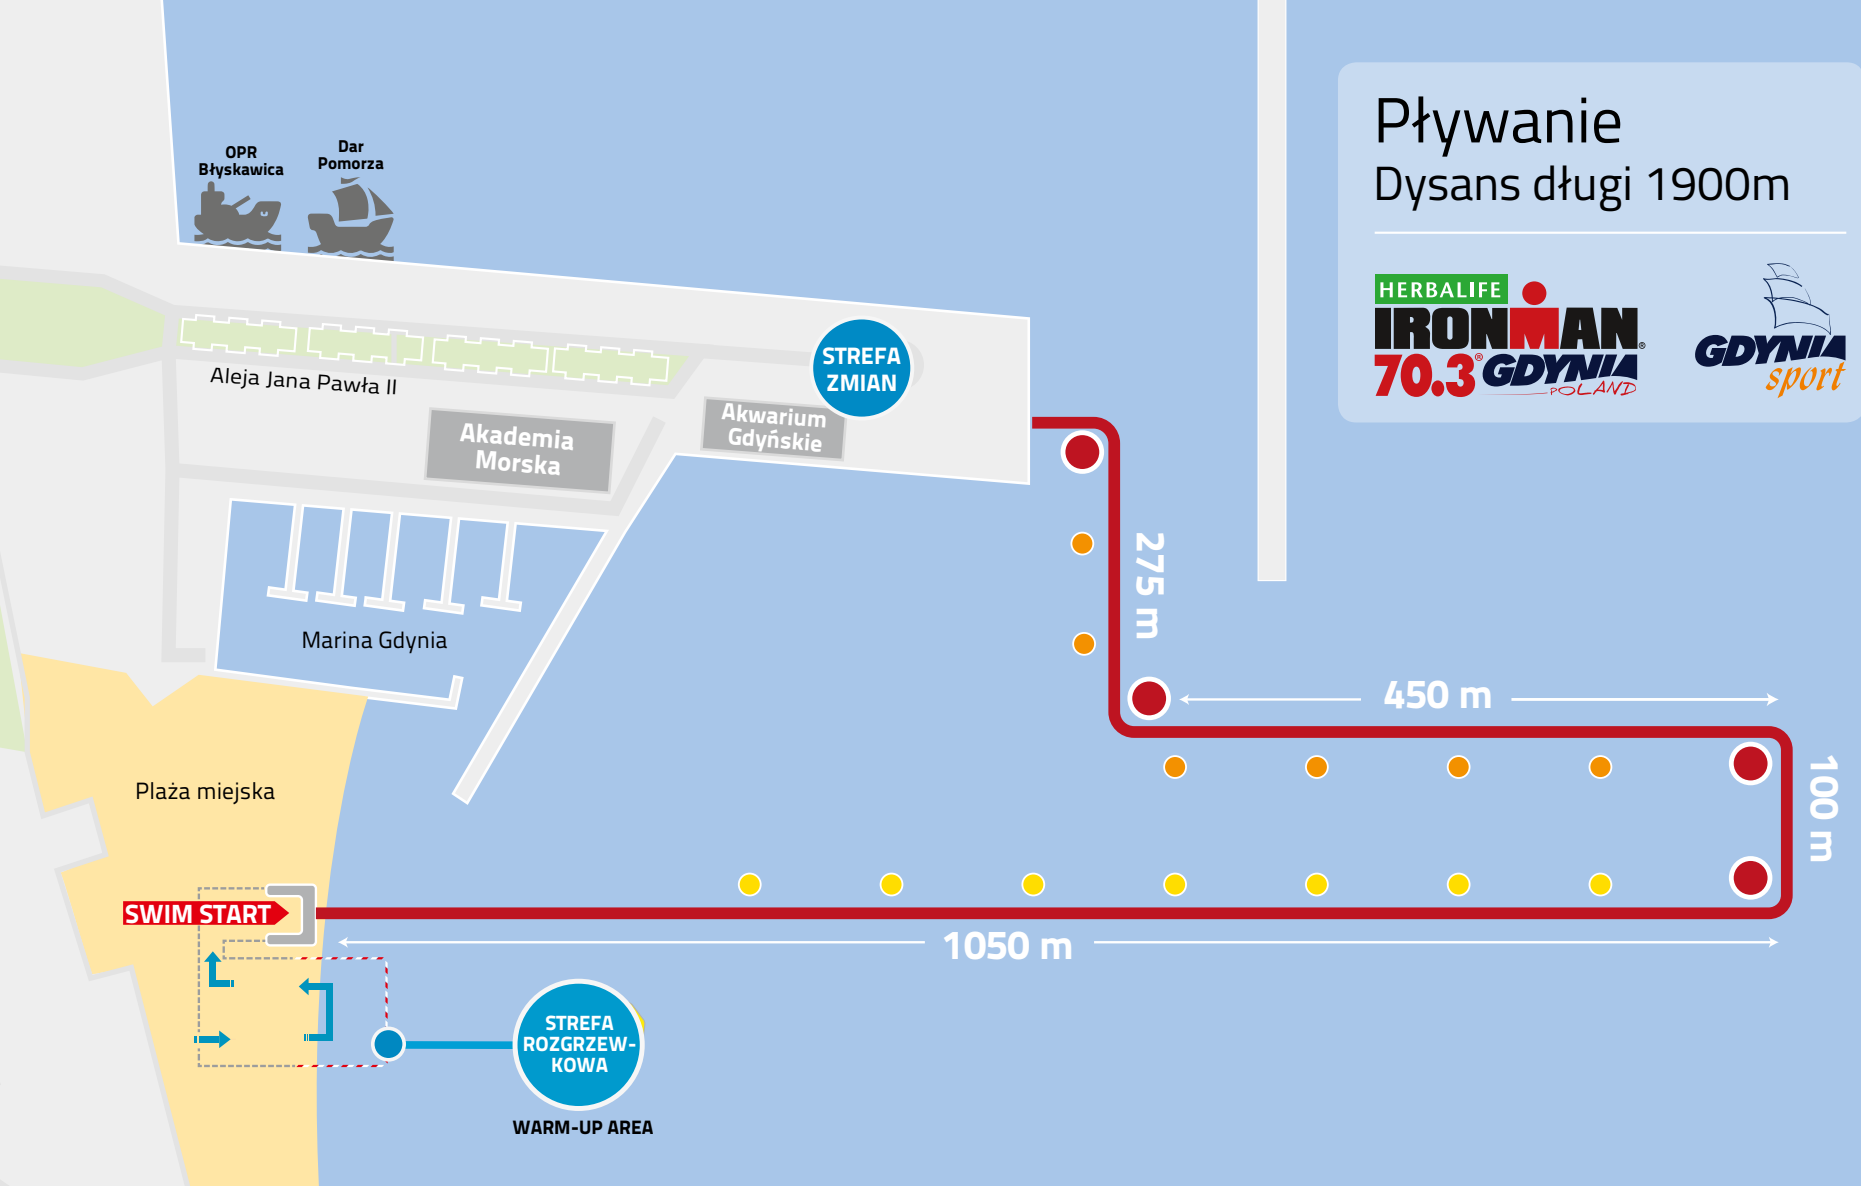 Pływanie
Dysans długi 1900m
HERBALIFE
IRONMAN®
70.3® GDYNIA
POLAND
GDYNIA
sport
OPR
Błyskawica
Dar
Pomorza
STREFA
ZMIAN
Aleja Jana Pawła II
Akwarium
Gdyńskie
Akademia
Morska
275 m
Marina Gdynia
450 m
Plaża miejska
100 m
SWIM START
1050 m
STREFA
ROZGRZEW-
KOWA
WARM-UP AREA